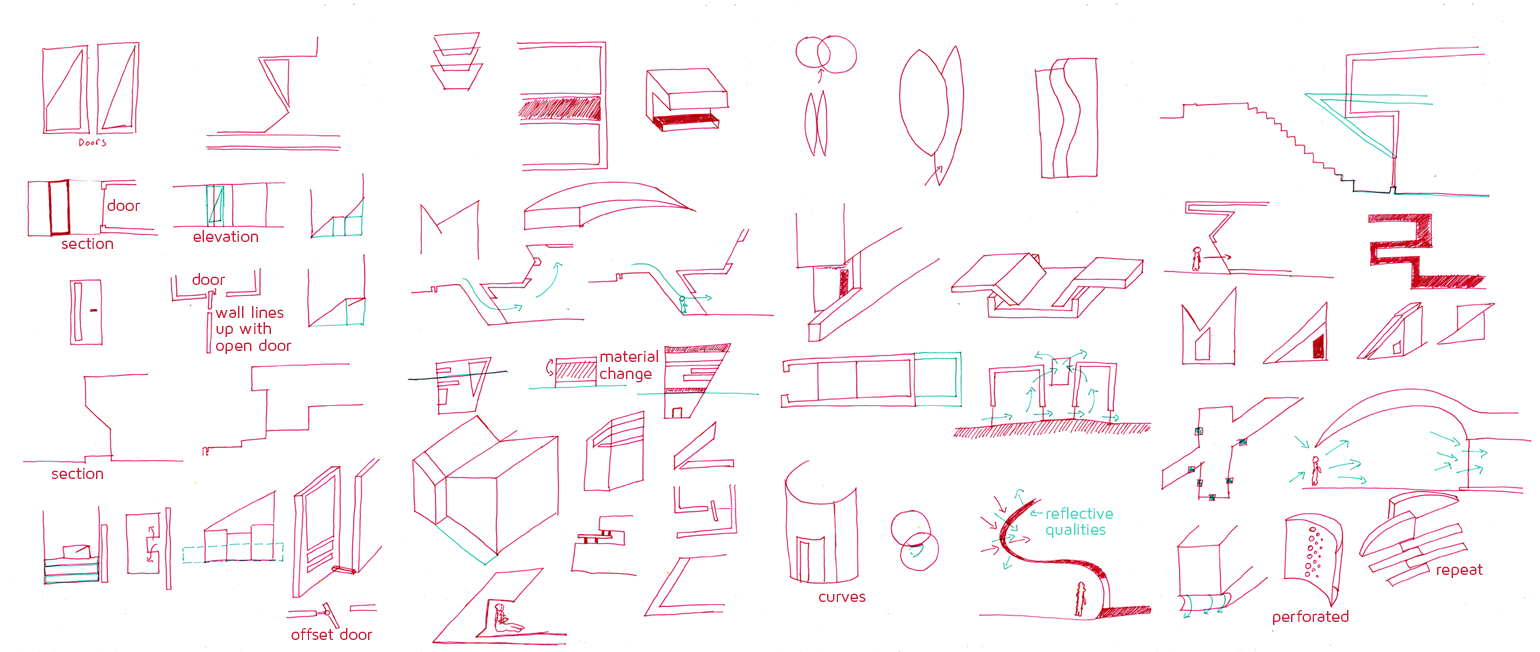 Doors
door
section
elevation
door
wall lines
up with
open door
section
offset door
material
change
curves
reflective
qualities
perforated
repeat